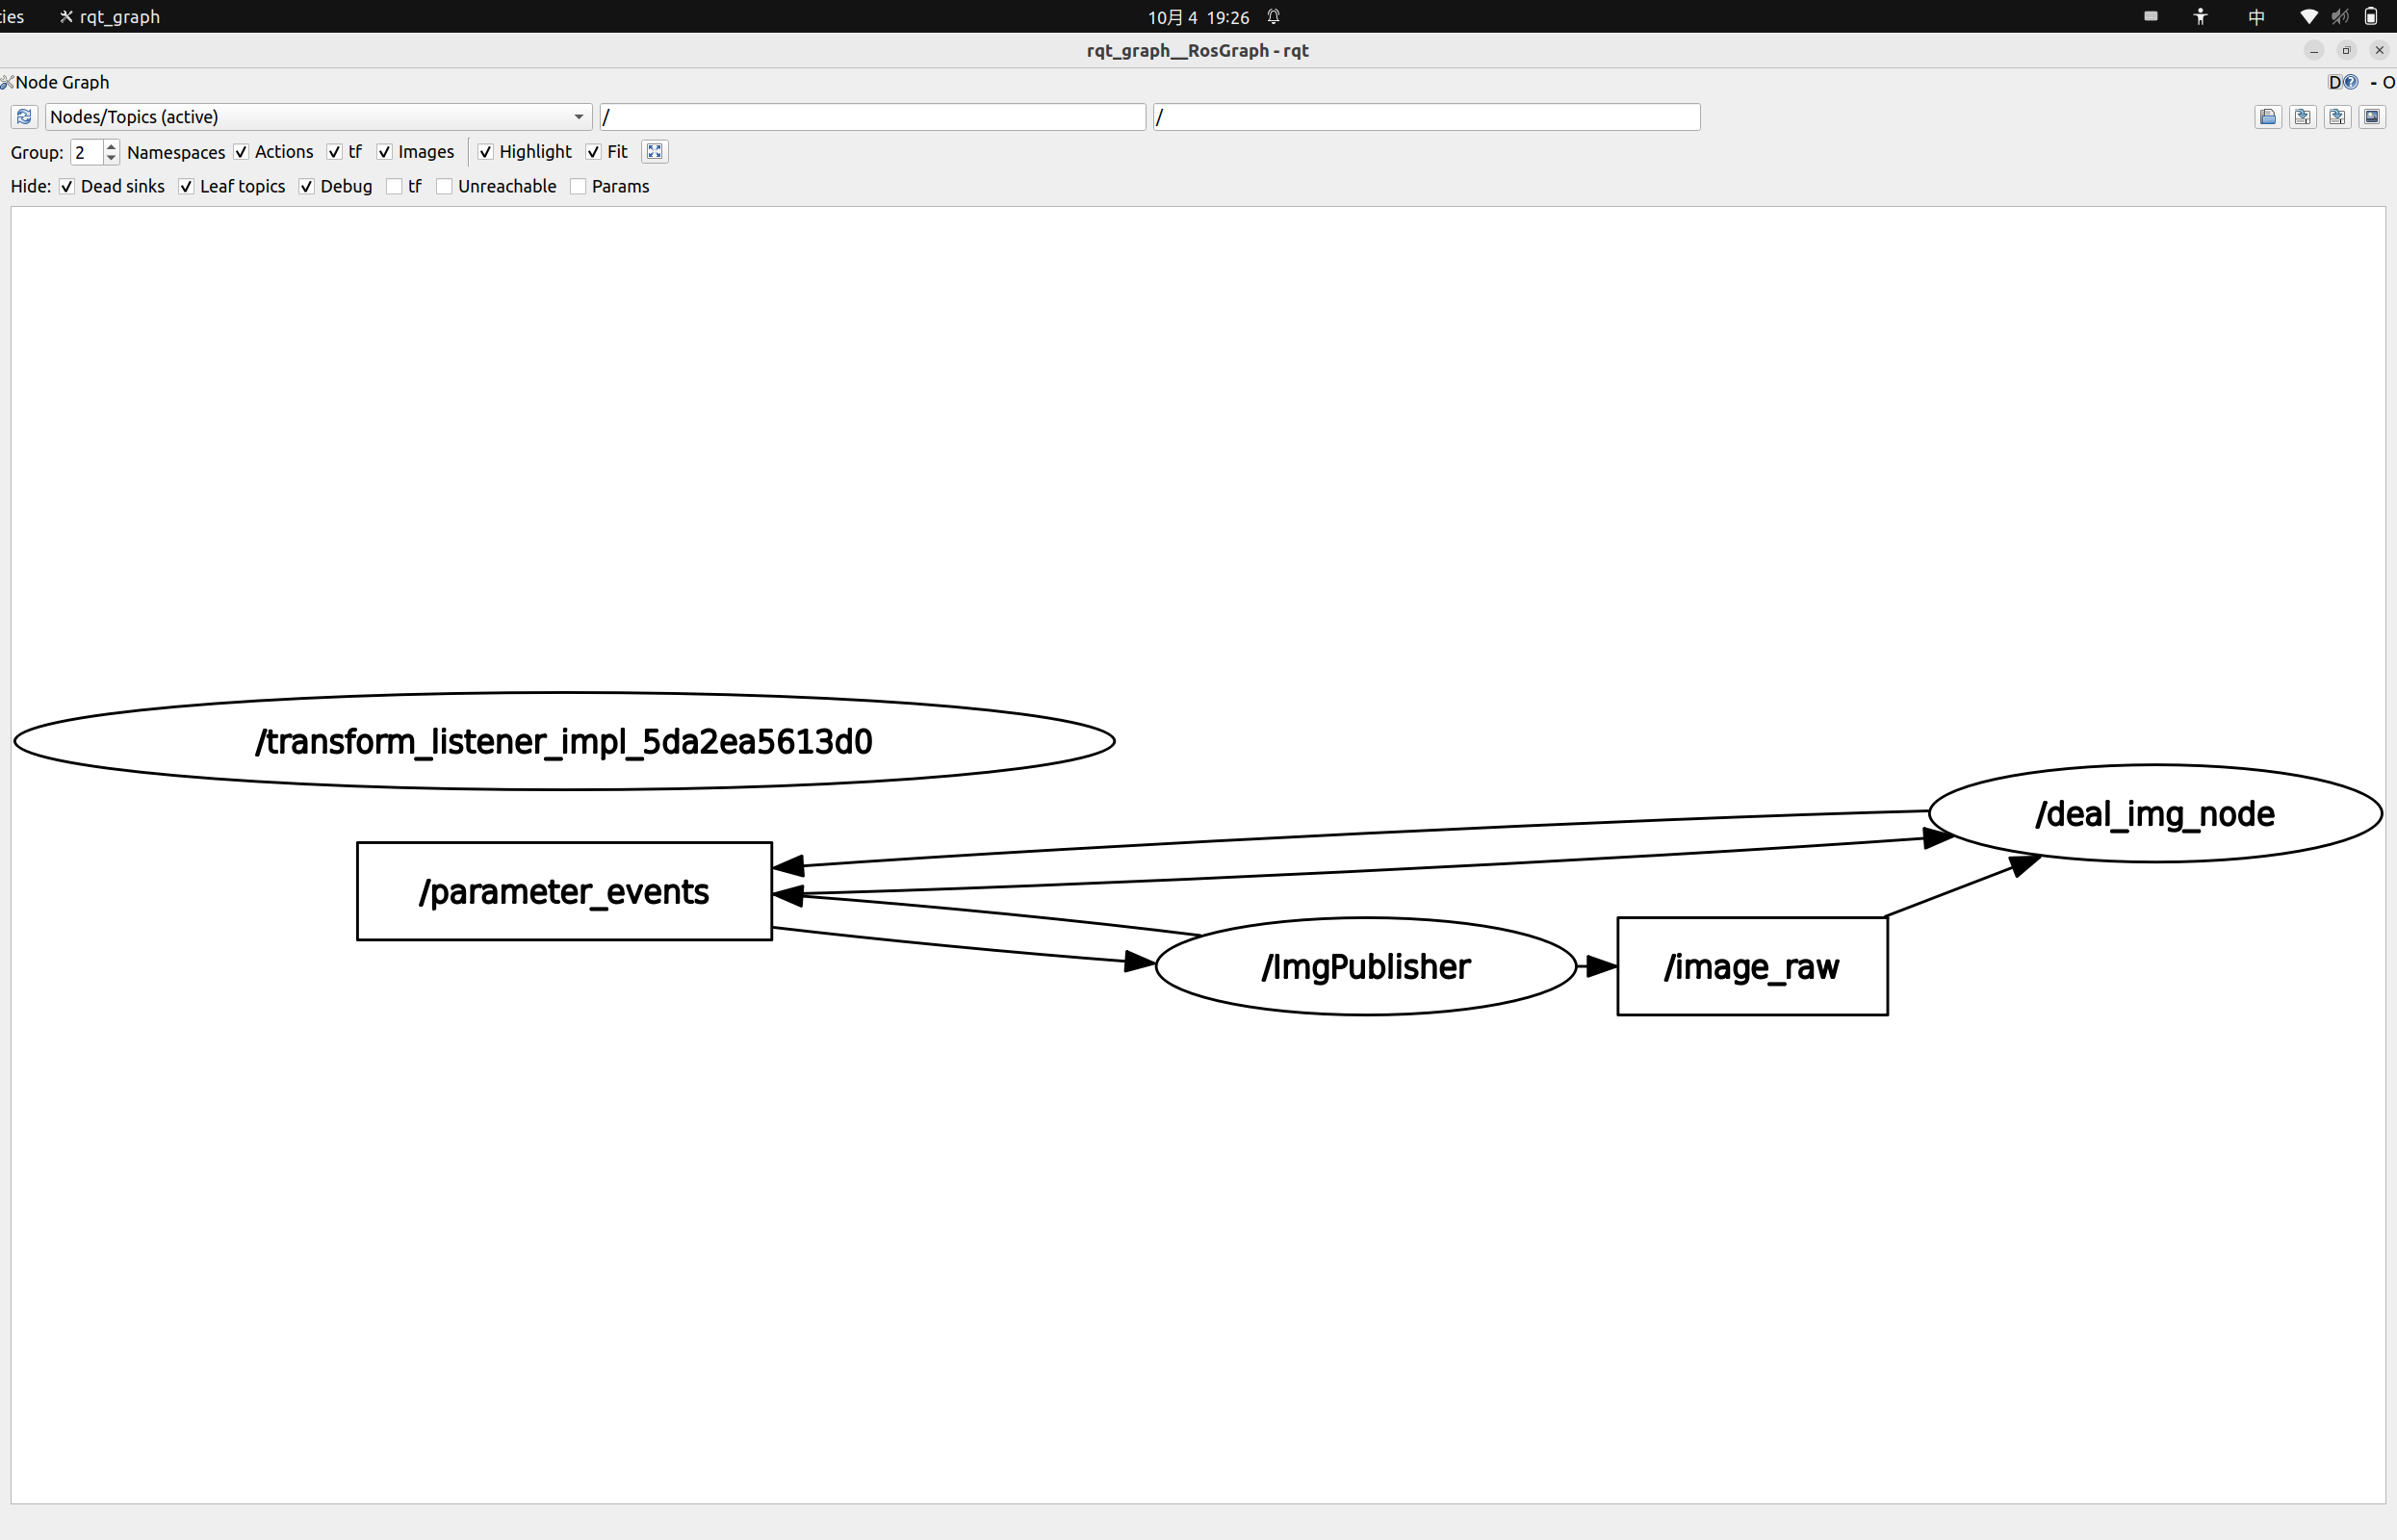 ies rqt_graph 10月 4 19:26 中
rqt_graph__RosGraph - rqt
Node Graph D - O
Nodes/Topics (active) / /
Group: 2 Namespaces Actions tf Images Highlight Fit
Hide: Dead sinks Leaf topics Debug tf Unreachable Params
/transform_listener_impl_5da2ea5613d0
/deal_img_node
/parameter_events
/ImgPublisher
/image_raw